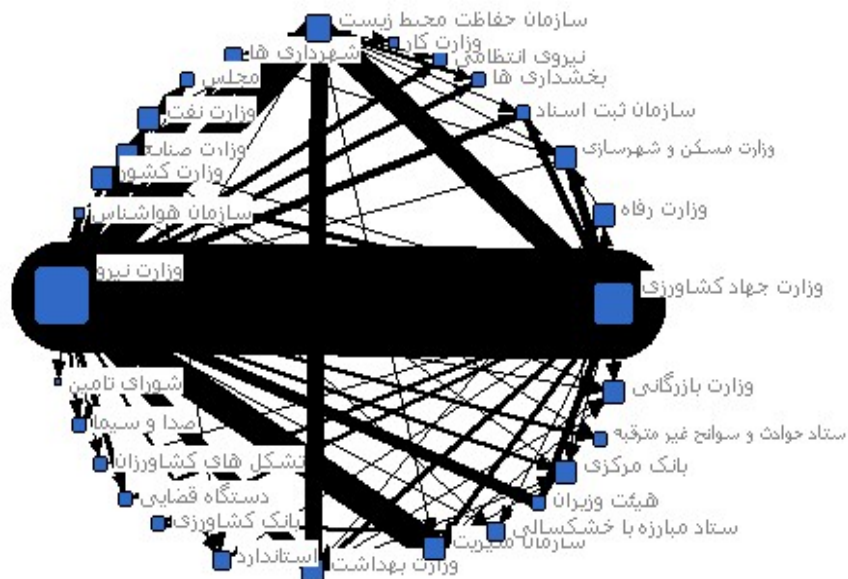 سازمان حفاظت محیط زیست
وزارت کار
شهرداری ها
نیروی انتظامی
مجلس
بخشداری ها
وزارت نفت
سازمان ثبت اسناد
وزارت صنایع
وزارت مسکن و شهرسازی
وزارت کشور
سازمان هواشناس
وزارت رفاه
وزارت نیرو
وزارت جهاد کشاورزی
شورای تامین
وزارت بازرگانی
صدا و سیما
ستاد حوادث و سوانح غیر مترقبه
تشکل های کشاورزان
بانک مرکزی
دستگاه قضایی
هیئت وزیران
بانک کشاورزی
ستاد مبارزه با خشکسالی
سازمان مدیریت
استاندارد
وزارت بهداشت